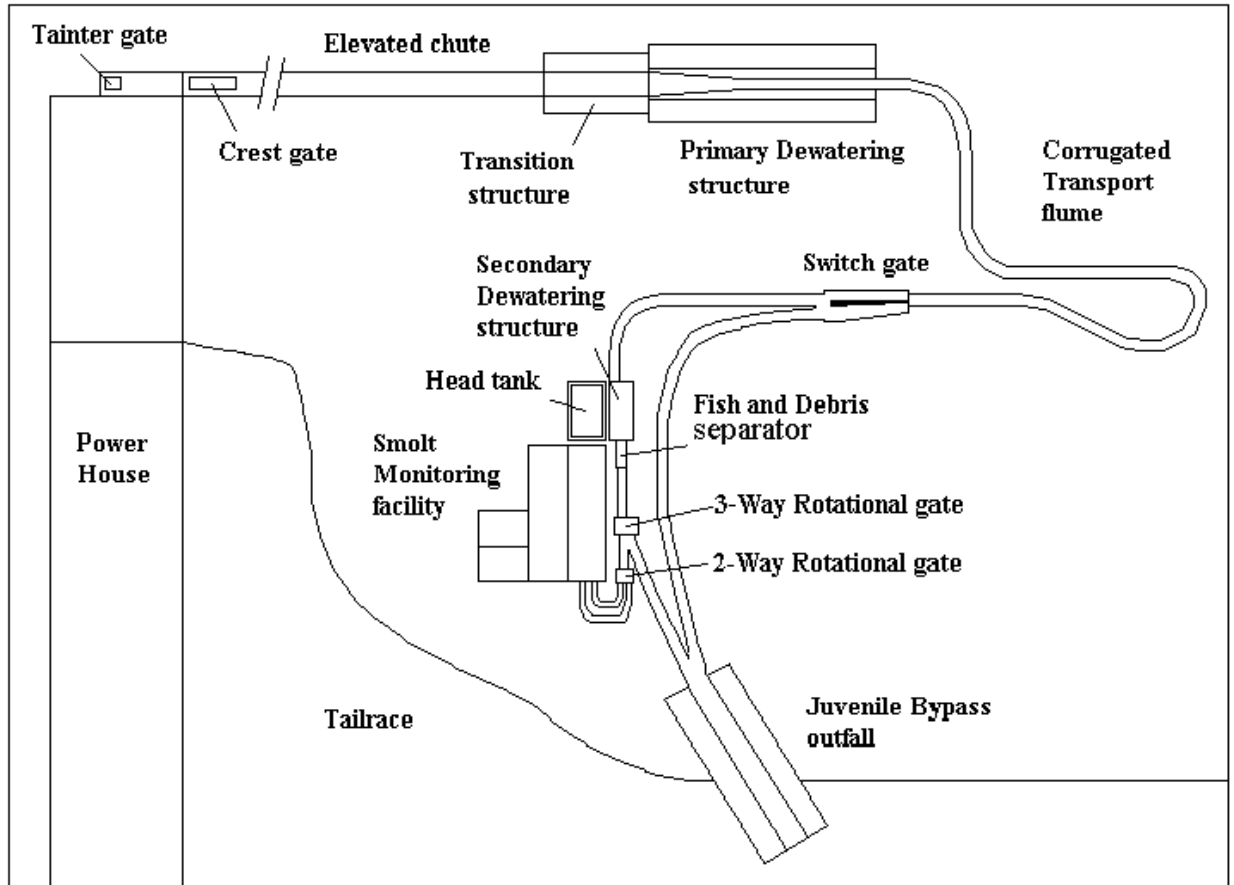 Tainter gate
Elevated chute
Crest gate
Transition
structure
Primary Dewatering
structure
Corrugated
Transport
flume
Secondary
Dewatering
structure
Switch gate
Head tank
Fish and Debris
separator
Power
House
Smolt
Monitoring
facility
3-Way Rotational gate
2-Way Rotational gate
Tailrace
Juvenile Bypass
outfall